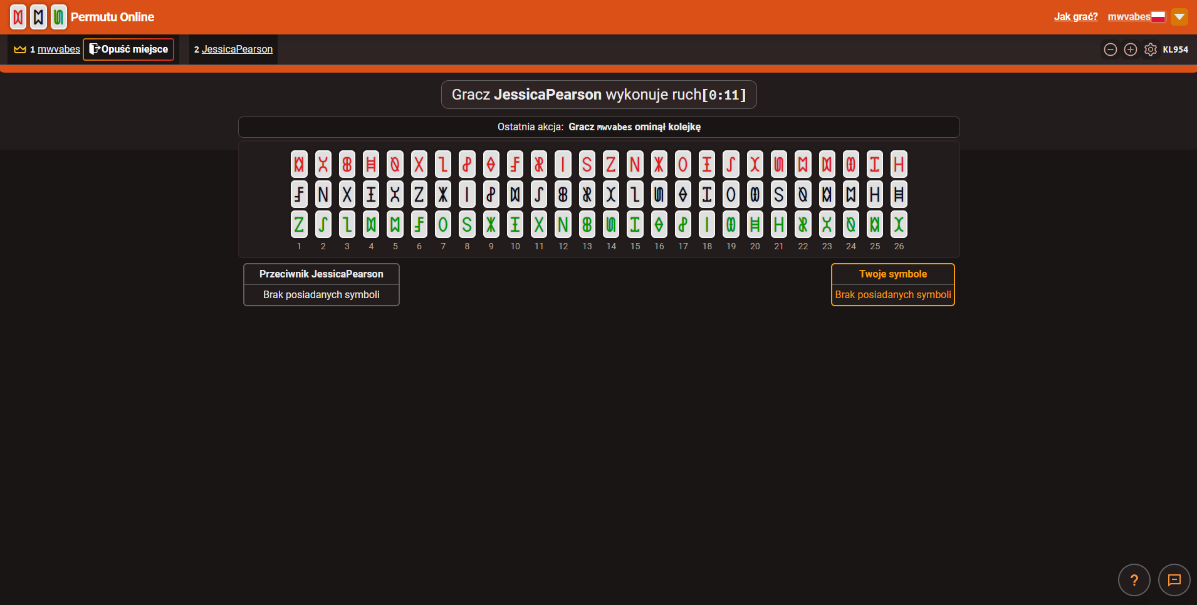 Permutu Online
Jak grać? mwvabes
1 mwvabes Opuść miejsce 2 JessicaPearson KL954
Gracz JessicaPearson wykonuje ruch[0:11]
Ostatnia akcja: Gracz mwvabes ominął kolejkę
1 2 3 4 5 6 7 8 9 10 11 12 13 14 15 16 17 18 19 20 21 22 23 24 25 26
Przeciwnik JessicaPearson
Brak posiadanych symboli
Twoje symbole
Brak posiadanych symboli
?